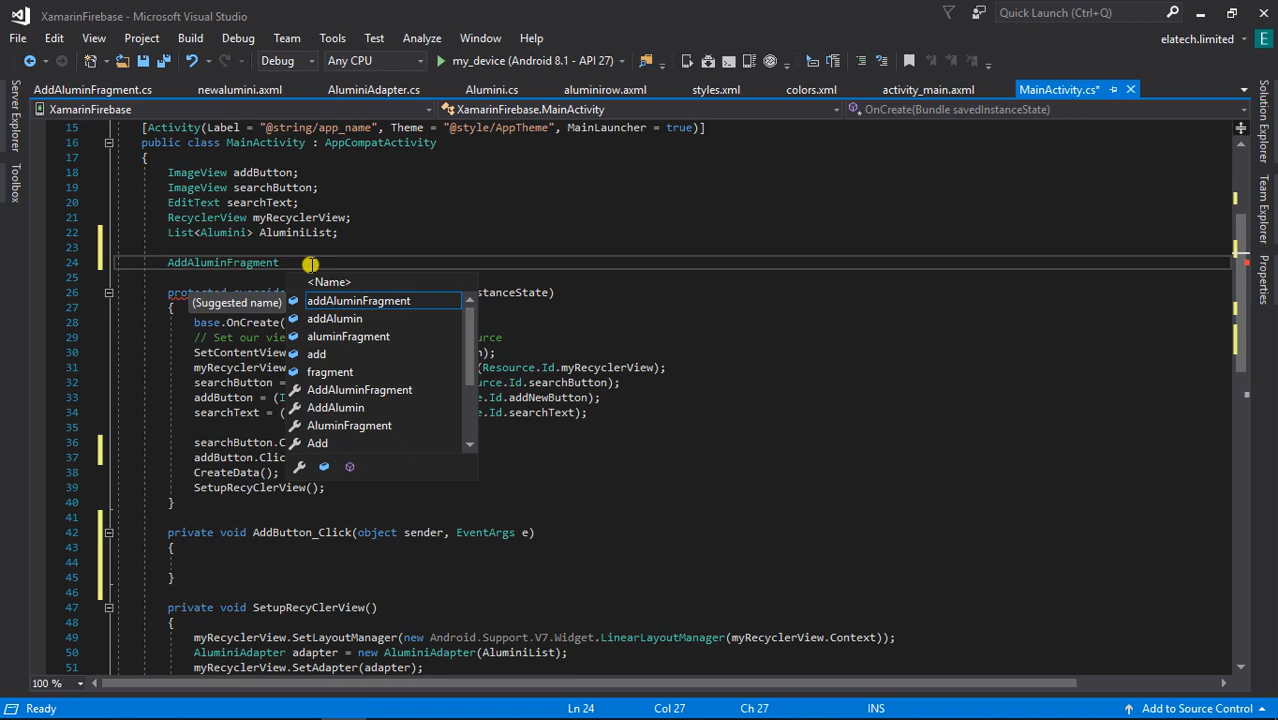 XamarinFirebase - Microsoft Visual Studio
Quick Launch (Ctrl+Q)
File Edit View Project Build Debug Team Tools Test Analyze Window Help
elatech.limited E
Debug Any CPU my_device (Android 8.1 - API 27)
AddAluminFragment.cs newalumini.axml AluminiAdapter.cs Alumini.cs aluminirow.axml styles.xml colors.xml activity_main.axml MainActivity.cs*
XamarinFirebase XamarinFirebase.MainActivity OnCreate(Bundle savedInstanceState)
Server Explorer
Toolbox
Solution Explorer
Team Explorer
Properties
15 [Activity(Label = "@string/app_name", Theme = "@style/AppTheme", MainLauncher = true)]
16 public class MainActivity : AppCompatActivity
17 {
18 ImageView addButton;
19 ImageView searchButton;
20 EditText searchText;
21 RecyclerView myRecyclerView;
22 List<Alumini> AluminiList;
23
24 AddAluminFragment
25
<Name>
26 protected override nstanceState)
(Suggested name)
addAluminFragment
addAlumin
aluminFragment
add
fragment
AddAluminFragment
AddAlumin
AluminFragment
Add
27 {
28 base.OnCreate(
29 // Set our vie ource
30 SetContentView n);
31 myRecyclerView (Resource.Id.myRecyclerView);
32 searchButton = rce.Id.searchButton);
33 addButton = (I e.Id.addNewButton);
34 searchText = ( e.Id.searchText);
35
36 searchButton.C
37 addButton.Clic
38 CreateData();
39 SetupRecyClerView();
40 }
41
42 private void AddButton_Click(object sender, EventArgs e)
43 {
44
45 }
46
47 private void SetupRecyClerView()
48 {
49 myRecyclerView.SetLayoutManager(new Android.Support.V7.Widget.LinearLayoutManager(myRecyclerView.Context));
50 AluminiAdapter adapter = new AluminiAdapter(AluminiList);
51 myRecyclerView.SetAdapter(adapter);
100 %
Ready Ln 24 Col 27 Ch 27 INS Add to Source Control